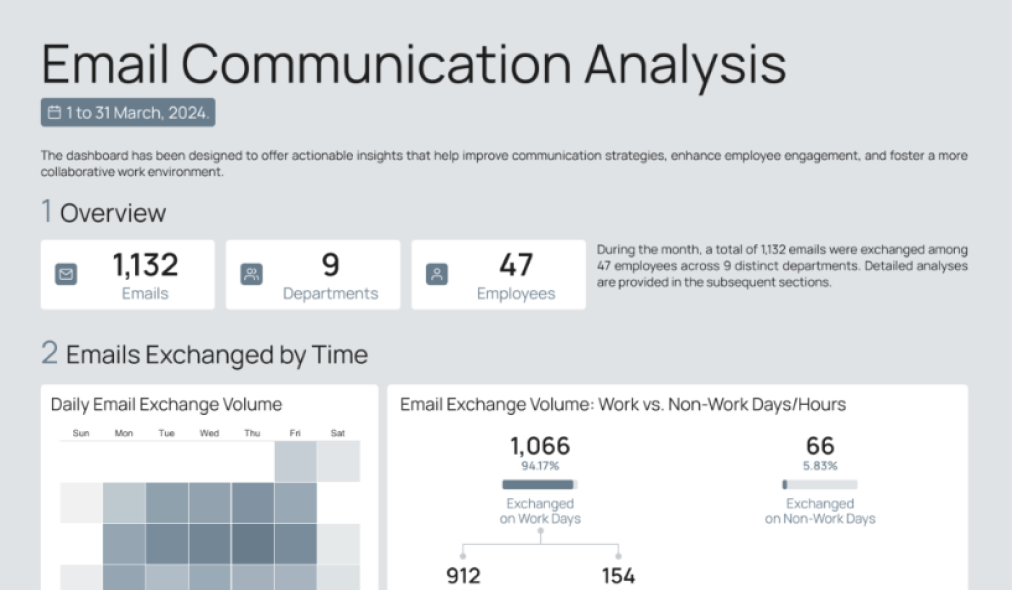 Email Communication Analysis
1 to 31 March, 2024.
The dashboard has been designed to offer actionable insights that help improve communication strategies, enhance employee engagement, and foster a more
collaborative work environment.
1 Overview
1,132
Emails
9
Departments
47
Employees
During the month, a total of 1,132 emails were exchanged among
47 employees across 9 distinct departments. Detailed analyses
are provided in the subsequent sections.
2 Emails Exchanged by Time
Daily Email Exchange Volume
Sun Mon Tue Wed Thu Fri Sat
Email Exchange Volume: Work vs. Non-Work Days/Hours
1,066
94.17%
Exchanged
on Work Days
66
5.83%
Exchanged
on Non-Work Days
912
154